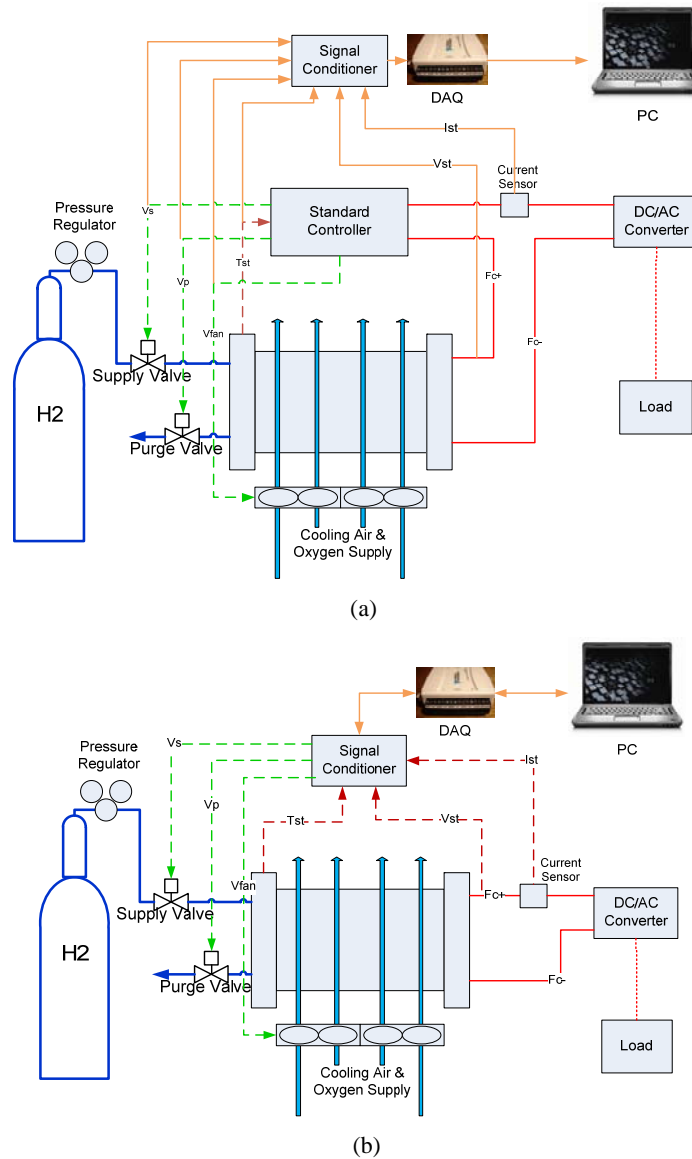 Signal
Conditioner
DAQ
PC
Ist
Vst
Current
Sensor
Vs
Pressure
Regulator
Standard
Controller
DC/AC
Converter
Tst
Vp
Fc+
Vfan
Fc-
Supply Valve
H2
Load
Purge Valve
Cooling Air &
Oxygen Supply
(a)
DAQ
PC
Signal
Conditioner
Vs
Ist
Pressure
Regulator
Vp
Tst
Vst
Current
Sensor
Vfan
Fc+
DC/AC
Converter
Supply Valve
H2
Purge Valve
Fc-
Load
Cooling Air &
Oxygen Supply
(b)